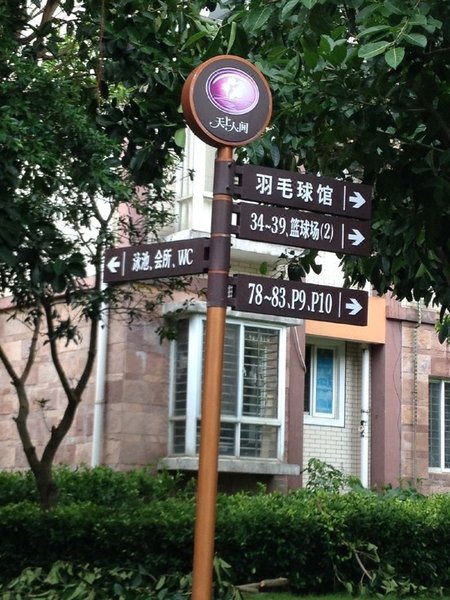 天上人间
羽毛球馆 →
34~39、篮球场(2) →
← 泳池、会所、WC
78~83、P9、P10 →